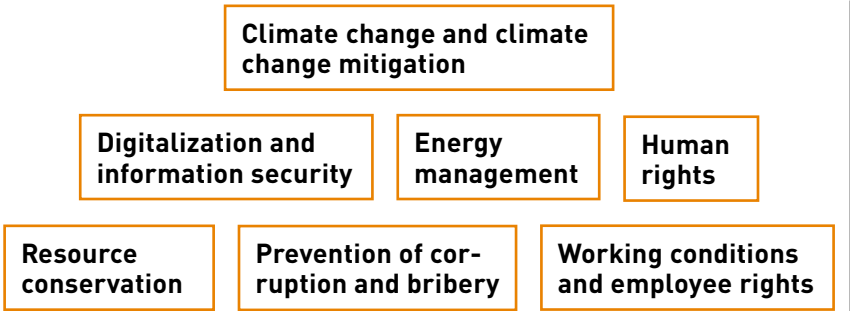 Climate change and climate
change mitigation
Digitalization and
information security
Energy
management
Human
rights
Resource
conservation
Prevention of cor-
ruption and bribery
Working conditions
and employee rights